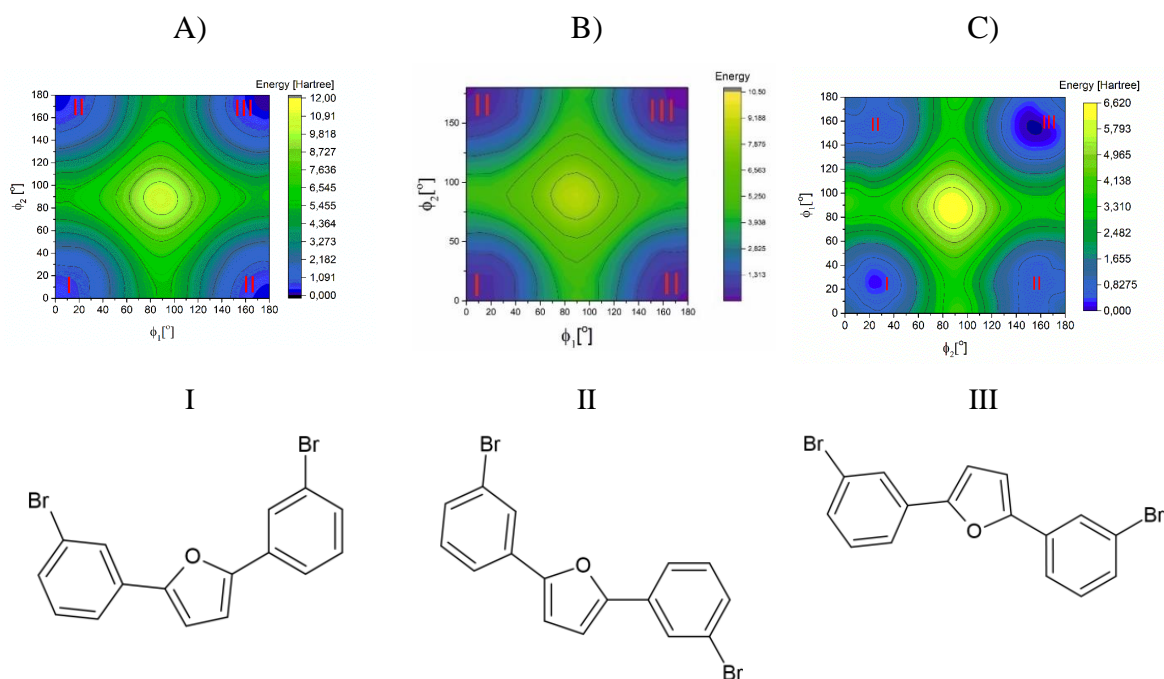 A)
B)
C)
Energy [Hartree]
12,00
10,91
9,818
8,727
7,636
6,545
5,455
4,364
3,273
2,182
1,091
0,000
180
160
140
120
100
80
60
40
20
0
ϕ₂[°]
II
III
I
II
0 20 40 60 80 100 120 140 160 180
ϕ₁[°]
Energy
10,50
9,188
7,875
6,563
5,250
3,938
2,625
1,313
150
100
50
0
ϕ₂[°]
II
III
I
II
0 20 40 60 80 100 120 140 160 180
ϕ₁[°]
Energy [Hartree]
6,620
5,793
4,965
4,138
3,310
2,482
1,655
0,8275
0,000
180
160
140
120
100
80
60
40
20
0
ϕ₁[°]
II
III
I
II
0 20 40 60 80 100 120 140 160 180
ϕ₂[°]
I
II
III
Br
Br
O
Br
O
Br
Br
O
Br